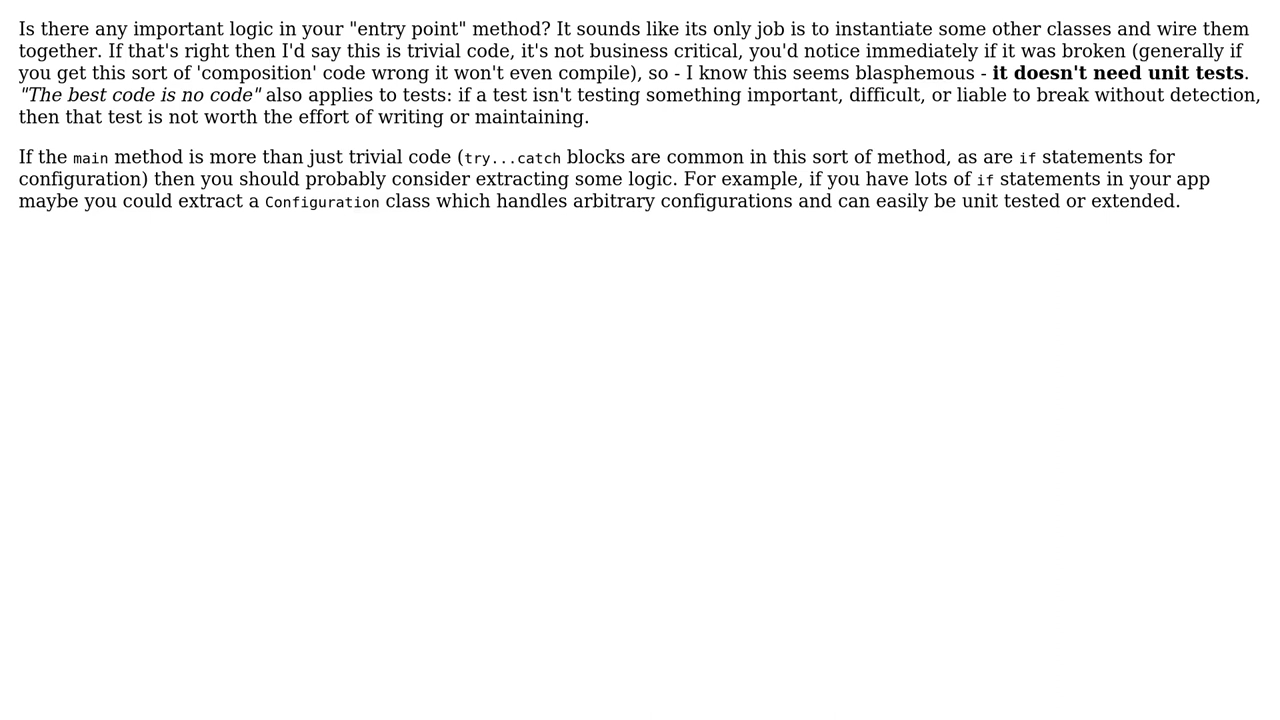 Is there any important logic in your "entry point" method? It sounds like its only job is to instantiate some other classes and wire them
together. If that's right then I'd say this is trivial code, it's not business critical, you'd notice immediately if it was broken (generally if
you get this sort of 'composition' code wrong it won't even compile), so - I know this seems blasphemous - it doesn't need unit tests.
"The best code is no code" also applies to tests: if a test isn't testing something important, difficult, or liable to break without detection,
then that test is not worth the effort of writing or maintaining.
If the main method is more than just trivial code (try...catch blocks are common in this sort of method, as are if statements for
configuration) then you should probably consider extracting some logic. For example, if you have lots of if statements in your app
maybe you could extract a Configuration class which handles arbitrary configurations and can easily be unit tested or extended.